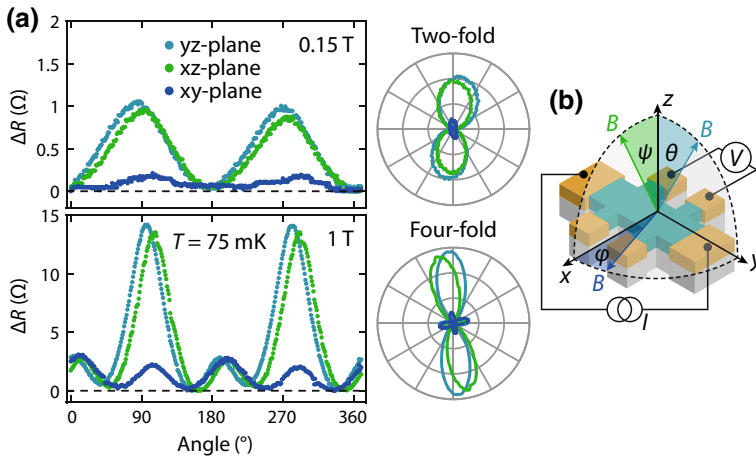 (a)
ΔR (Ω)
2
1.5
1
0.5
0
yz-plane
xz-plane
xy-plane
0.15 T
ΔR (Ω)
15
10
5
0
T = 75 mK
1 T
0 90 180 270 360
Angle (°)
Two-fold
Four-fold
(b)
z
B
B
ψ
θ
V
x
φ
B
y
I